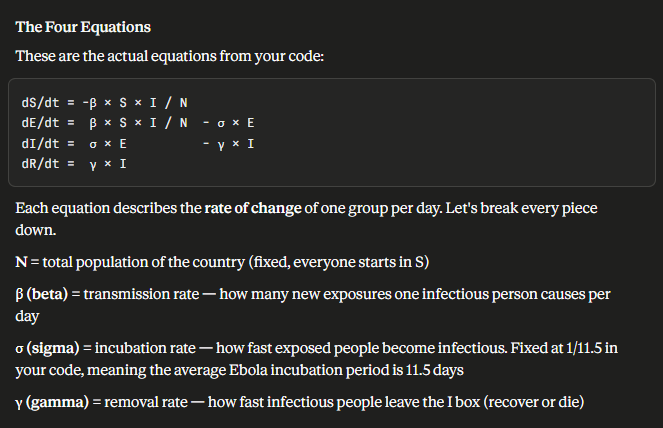 The Four Equations
These are the actual equations from your code:
dS/dt = -β × S × I / N
dE/dt =  β × S × I / N  - σ × E
dI/dt =  σ × E          - γ × I
dR/dt =  γ × I
Each equation describes the rate of change of one group per day. Let's break every piece
down.
N = total population of the country (fixed, everyone starts in S)
β (beta) = transmission rate — how many new exposures one infectious person causes per
day
σ (sigma) = incubation rate — how fast exposed people become infectious. Fixed at 1/11.5 in
your code, meaning the average Ebola incubation period is 11.5 days
γ (gamma) = removal rate — how fast infectious people leave the I box (recover or die)